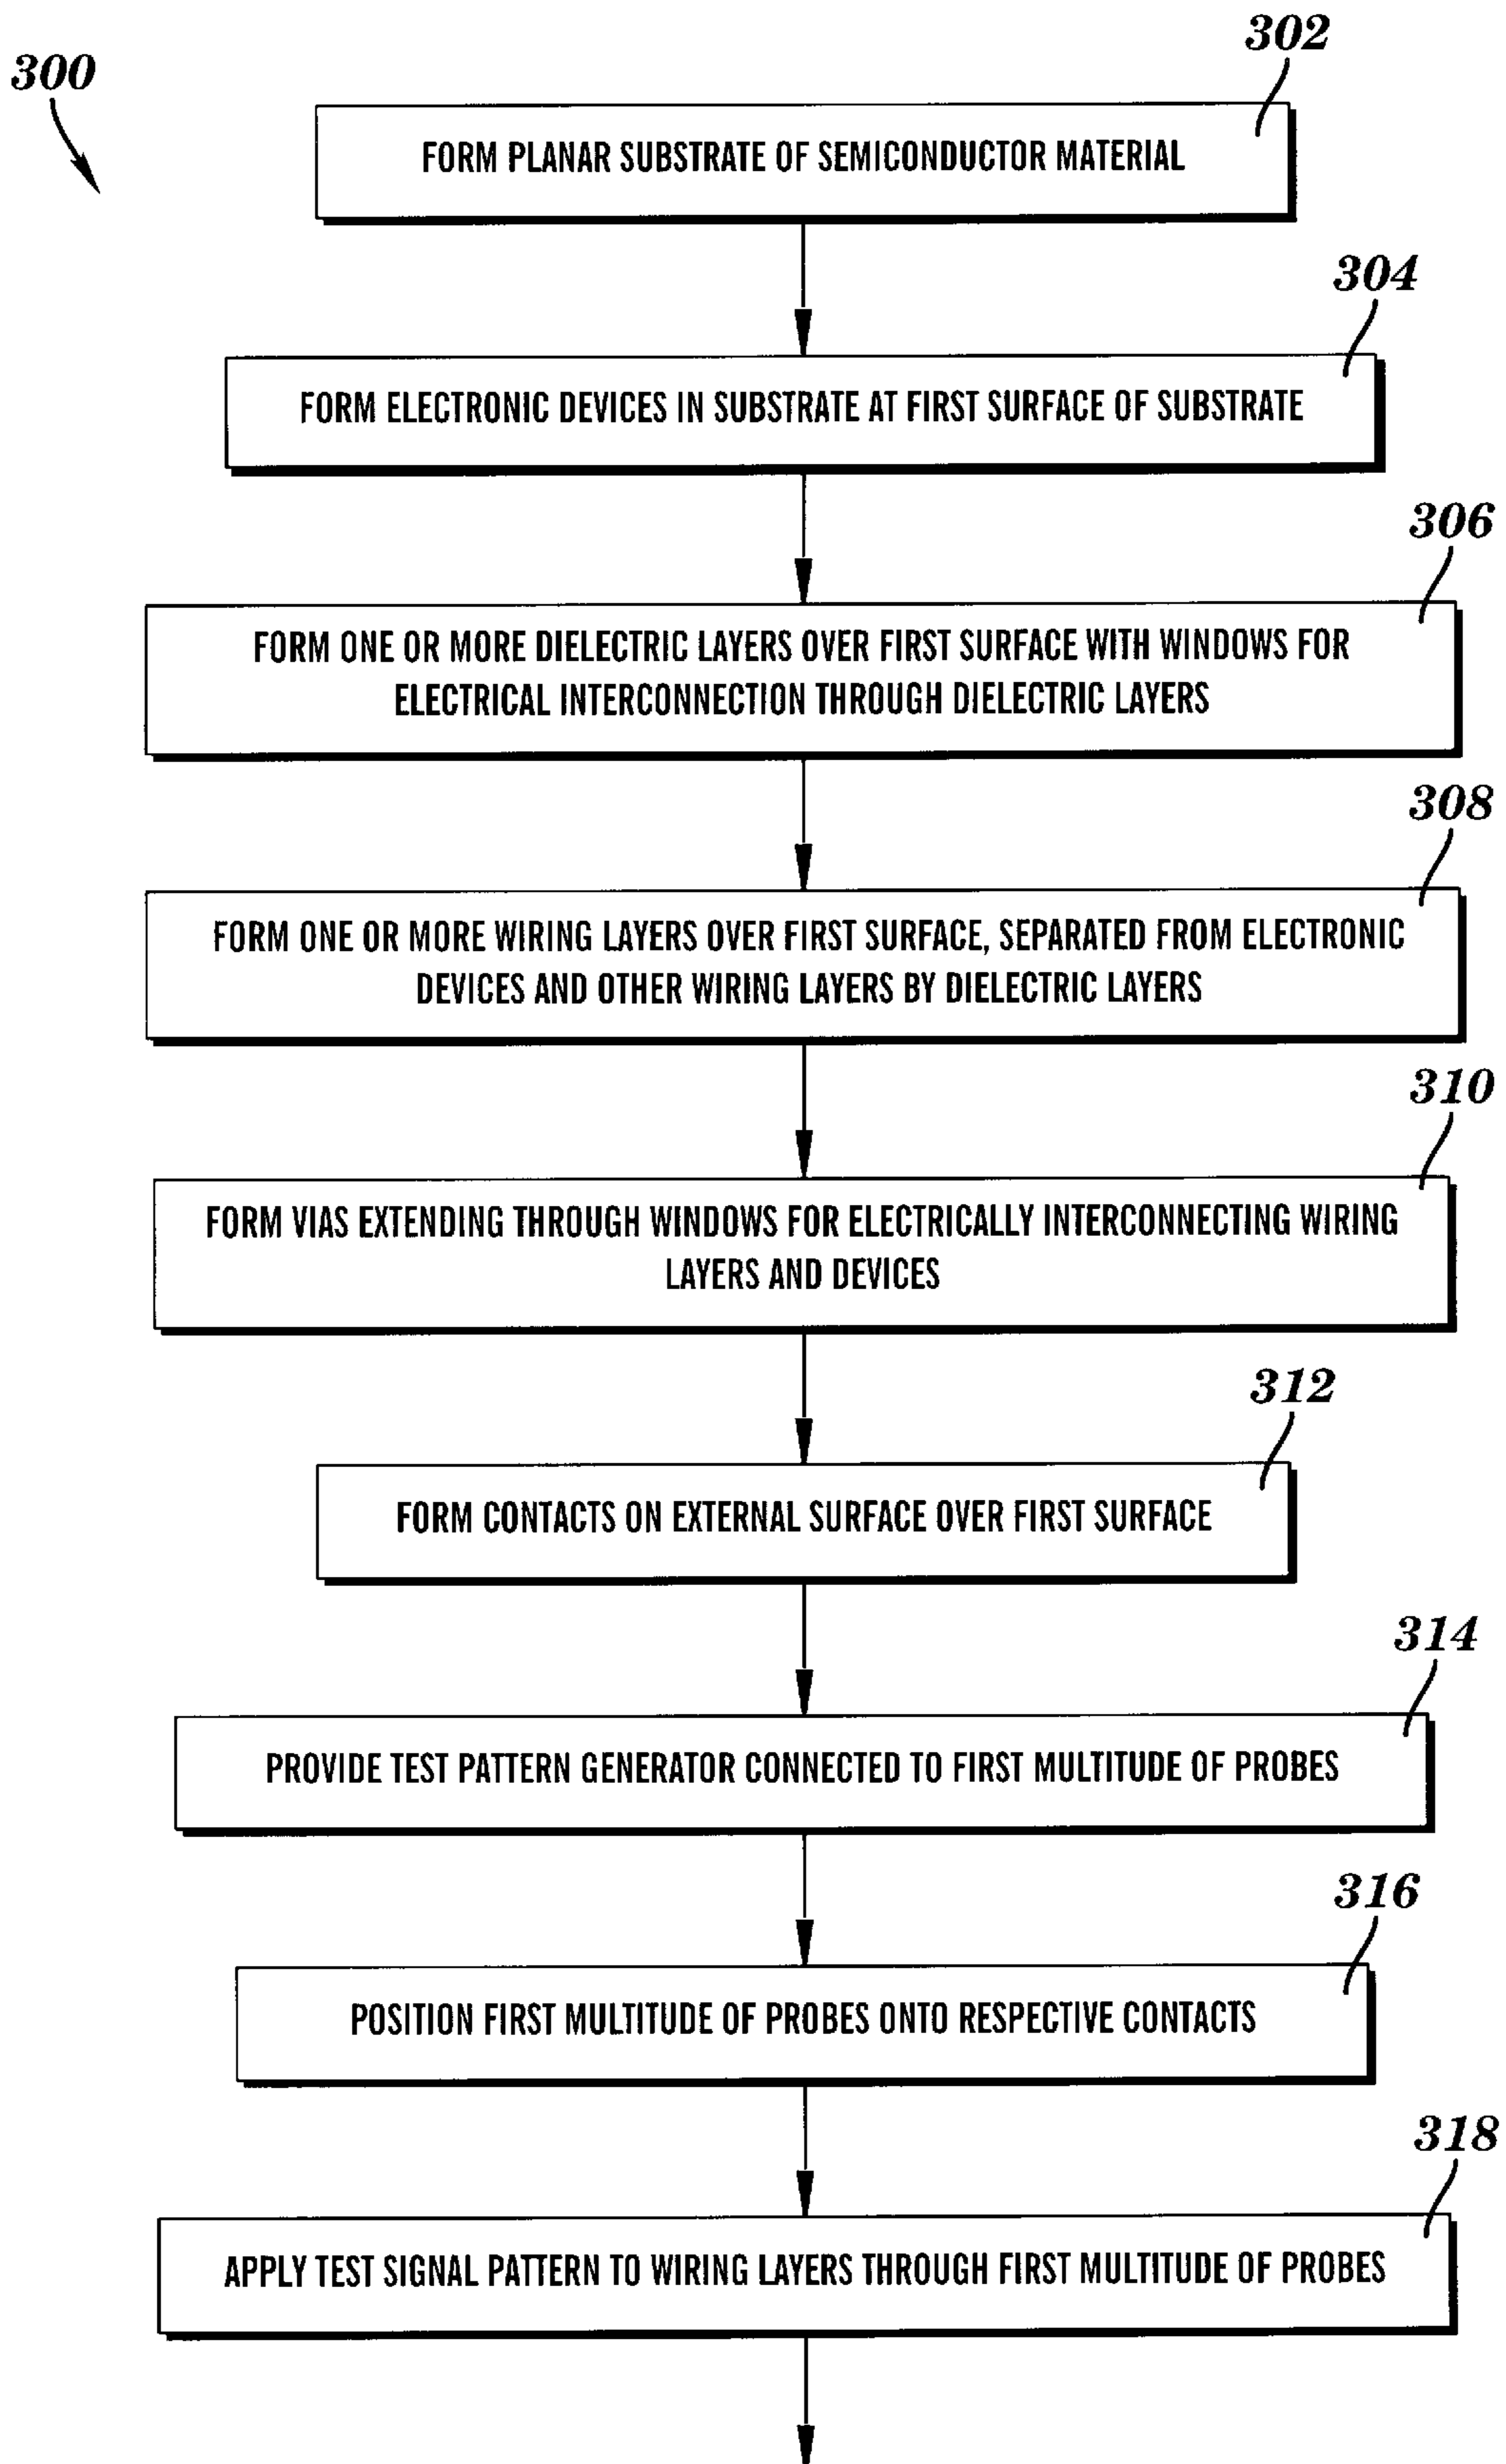 300
302
FORM PLANAR SUBSTRATE OF SEMICONDUCTOR MATERIAL
304
FORM ELECTRONIC DEVICES IN SUBSTRATE AT FIRST SURFACE OF SUBSTRATE
306
FORM ONE OR MORE DIELECTRIC LAYERS OVER FIRST SURFACE WITH WINDOWS FOR
ELECTRICAL INTERCONNECTION THROUGH DIELECTRIC LAYERS
308
FORM ONE OR MORE WIRING LAYERS OVER FIRST SURFACE, SEPARATED FROM ELECTRONIC
DEVICES AND OTHER WIRING LAYERS BY DIELECTRIC LAYERS
310
FORM VIAS EXTENDING THROUGH WINDOWS FOR ELECTRICALLY INTERCONNECTING WIRING
LAYERS AND DEVICES
312
FORM CONTACTS ON EXTERNAL SURFACE OVER FIRST SURFACE
314
PROVIDE TEST PATTERN GENERATOR CONNECTED TO FIRST MULTITUDE OF PROBES
316
POSITION FIRST MULTITUDE OF PROBES ONTO RESPECTIVE CONTACTS
318
APPLY TEST SIGNAL PATTERN TO WIRING LAYERS THROUGH FIRST MULTITUDE OF PROBES